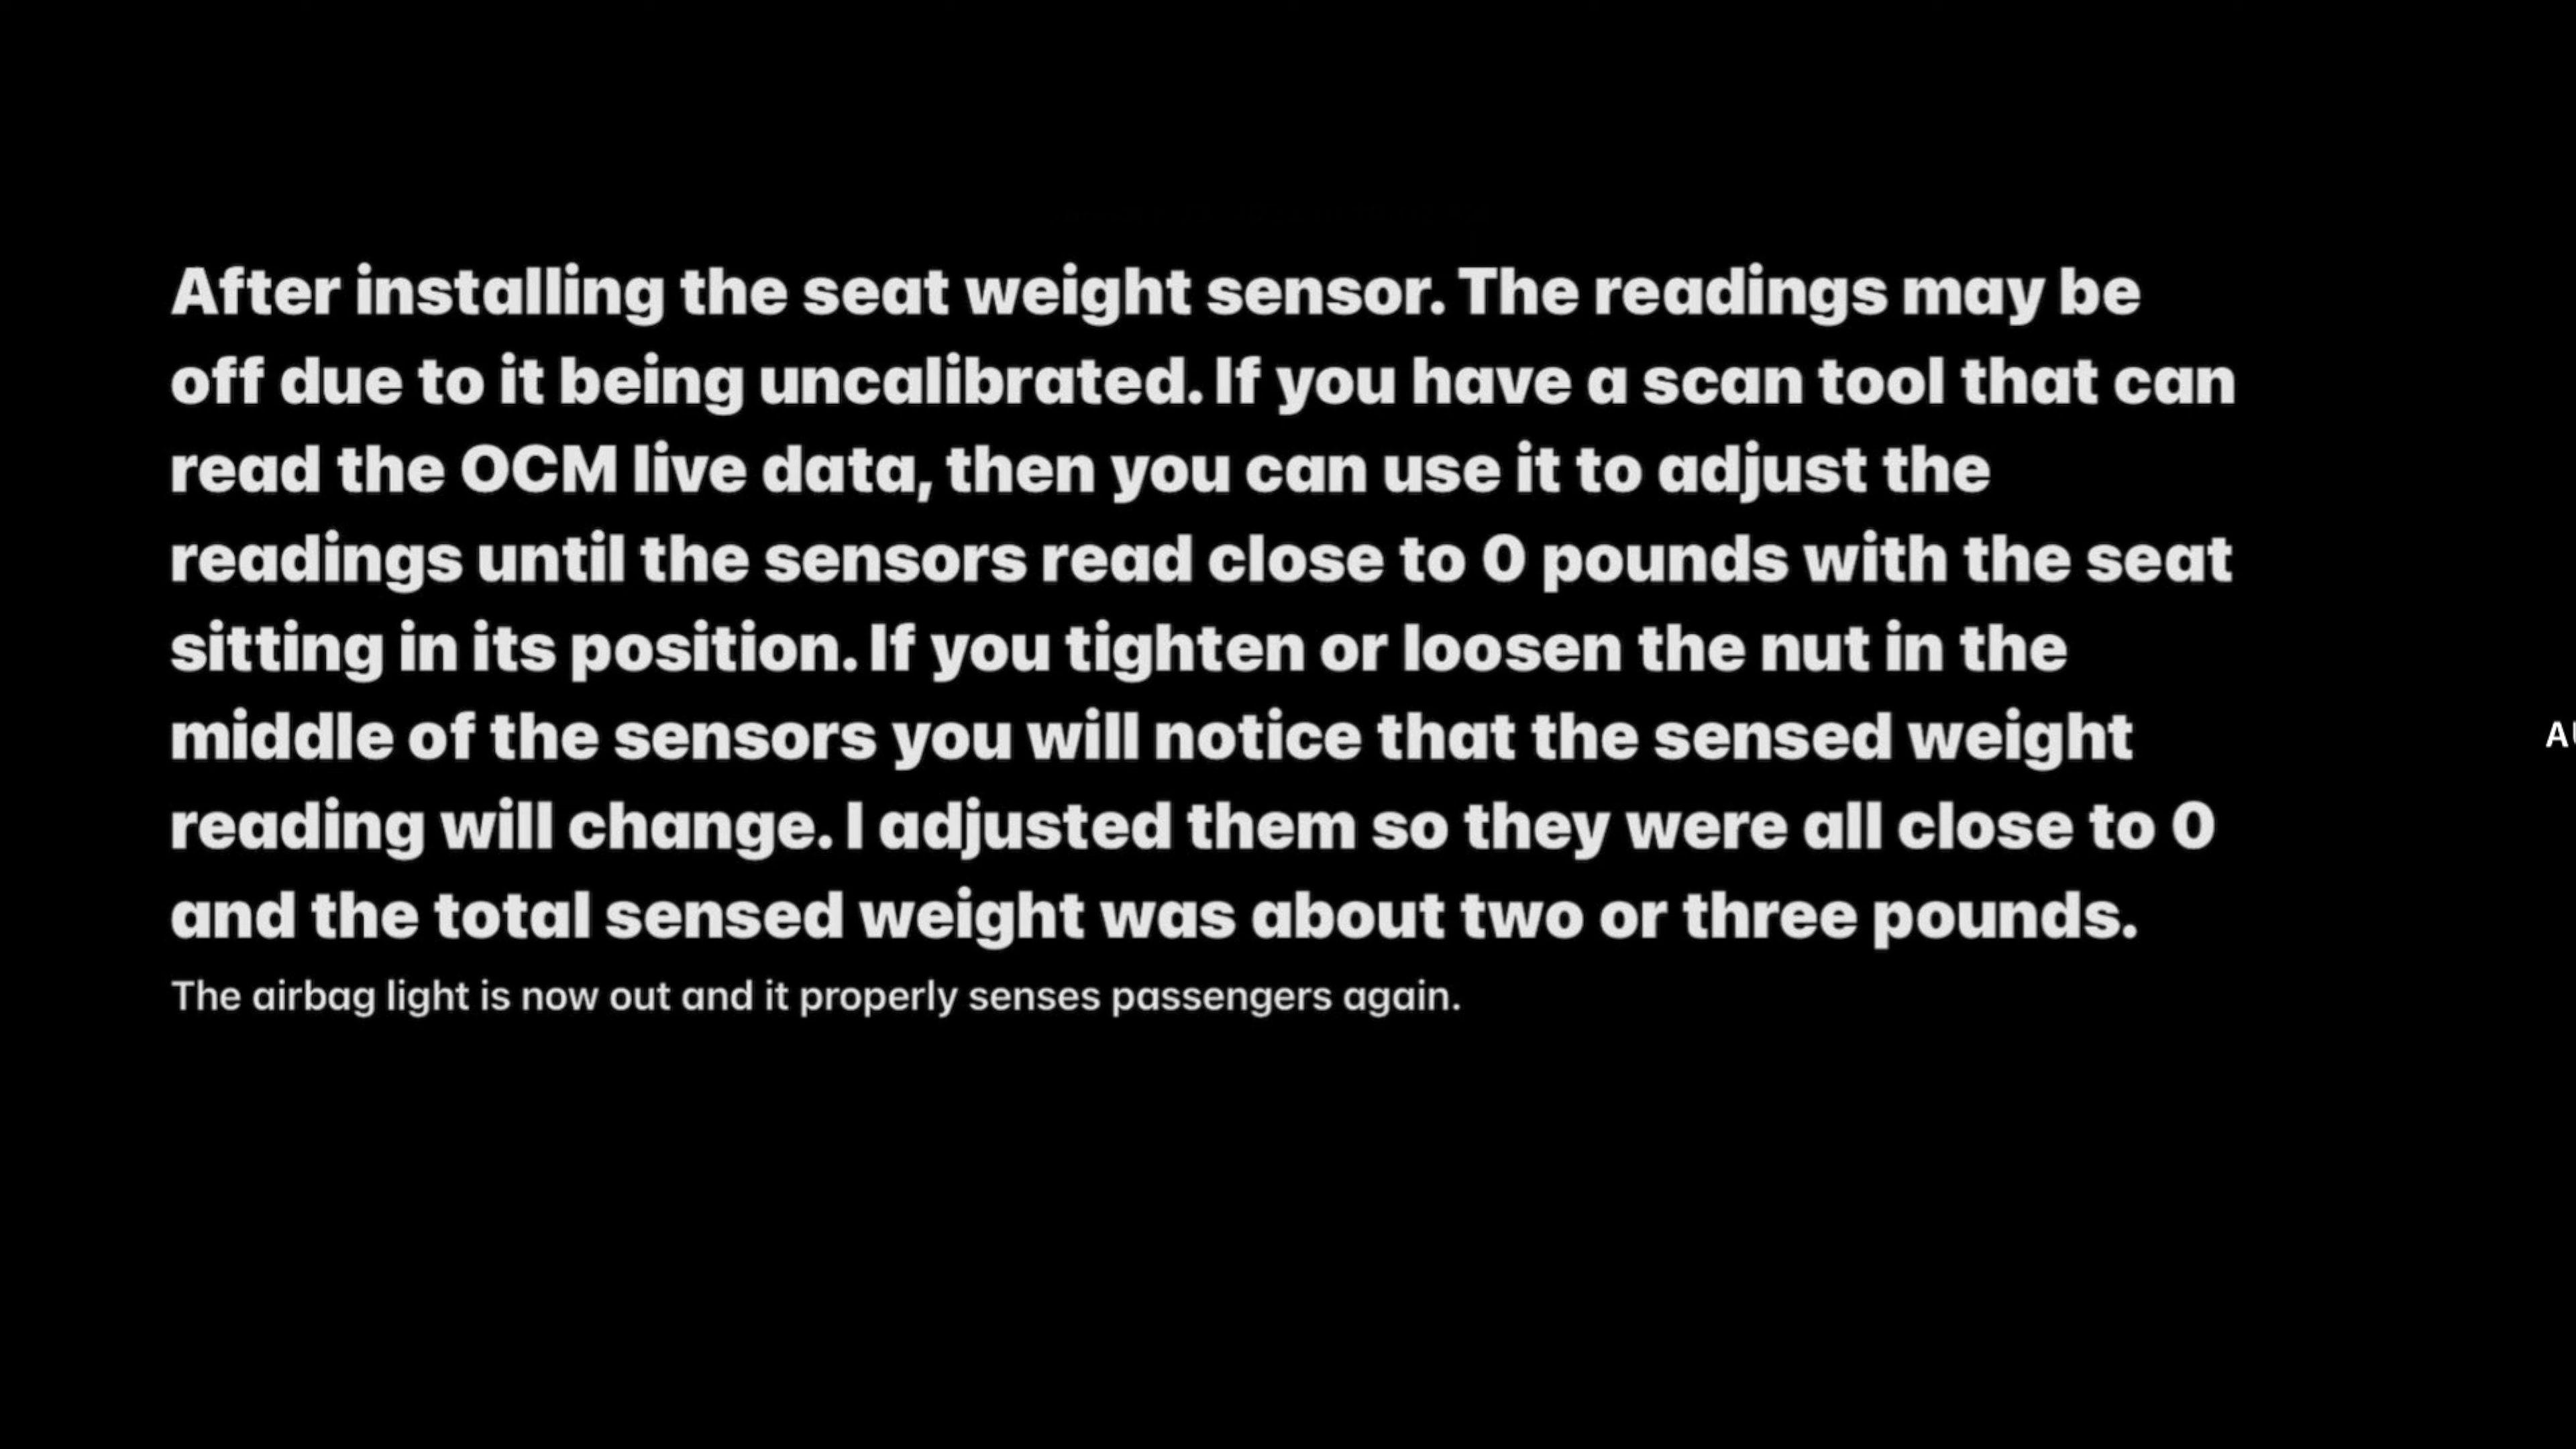 After installing the seat weight sensor. The readings may be
off due to it being uncalibrated. If you have a scan tool that can
read the OCM live data, then you can use it to adjust the
readings until the sensors read close to 0 pounds with the seat
sitting in its position. If you tighten or loosen the nut in the
middle of the sensors you will notice that the sensed weight
reading will change. I adjusted them so they were all close to 0
and the total sensed weight was about two or three pounds.
The airbag light is now out and it properly senses passengers again.